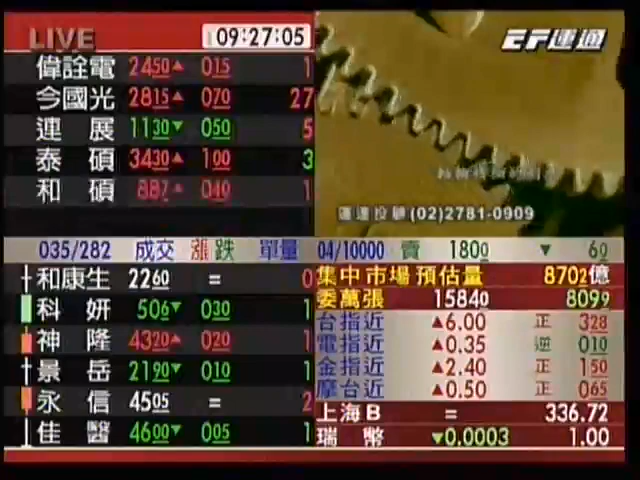 LIVE 09:27:05
偉詮電 2450▲ 015 1
今國光 2815▲ 070 27
連展 1130▼ 050 5
泰碩 3430▲ 100 3
和碩 887▲ 040 1
EF運通
(02)2781-0909
035/282 成交 漲跌 單量
和康生 2260 = 0
科妍 506▼ 030 1
神隆 4320▲ 020 1
景岳 2190▼ 010 1
永信 4505 = 2
佳醫 4600▼ 005 1
04/10000 賣 1800 ▼ 60
集中市場 預估量 8702億
委萬張 15840 8099
台指近 ▲6.00 正 328
電指近 ▲0.35 逆 010
金指近 ▲2.40 正 150
摩台近 ▲0.50 正 065
上海B = 336.72
瑞幣 ▼0.0003 1.00